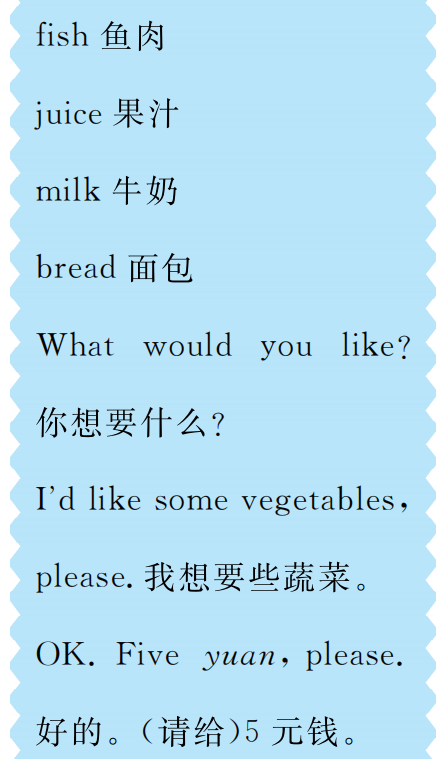 fish 鱼肉
juice 果汁
milk 牛奶
bread 面包
What would you like?
你想要什么?
I'd like some vegetables,
please. 我想要些蔬菜。
OK. Five yuan, please.
好的。(请给)5 元钱。